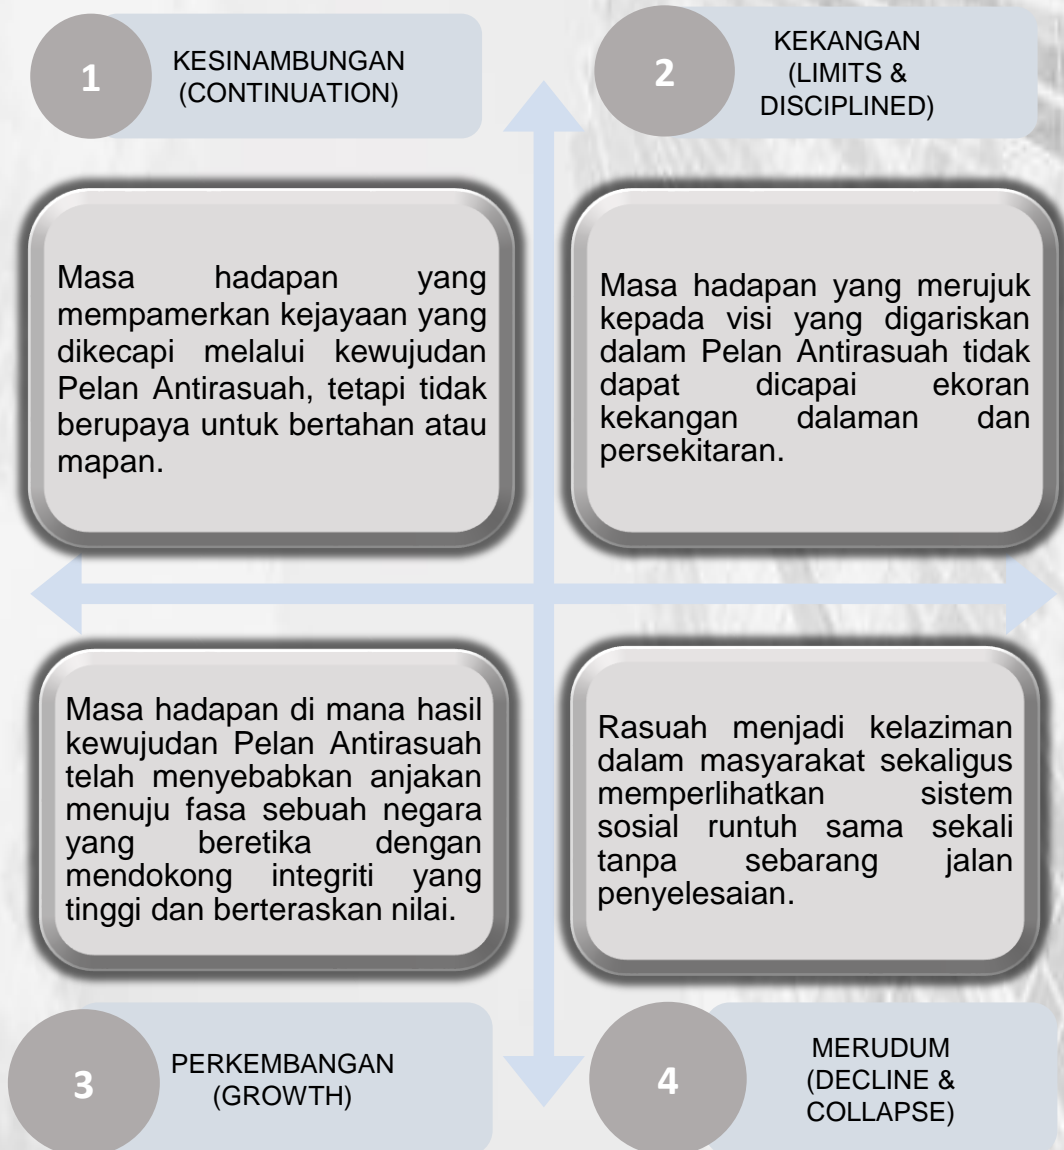 1
KESINAMBUNGAN
(CONTINUATION)
2
KEKANGAN
(LIMITS &
DISCIPLINED)
Masa hadapan yang
mempamerkan kejayaan yang
dikecapi melalui kewujudan
Pelan Antirasuah, tetapi tidak
berupaya untuk bertahan atau
mapan.
Masa hadapan yang merujuk
kepada visi yang digariskan
dalam Pelan Antirasuah tidak
dapat dicapai ekoran
kekangan dalaman dan
persekitaran.
Masa hadapan di mana hasil
kewujudan Pelan Antirasuah
telah menyebabkan anjakan
menuju fasa sebuah negara
yang beretika dengan
mendokong integriti yang
tinggi dan berteraskan nilai.
Rasuah menjadi kelaziman
dalam masyarakat sekaligus
memperlihatkan sistem
sosial runtuh sama sekali
tanpa sebarang jalan
penyelesaian.
3
PERKEMBANGAN
(GROWTH)
4
MERUDUM
(DECLINE &
COLLAPSE)